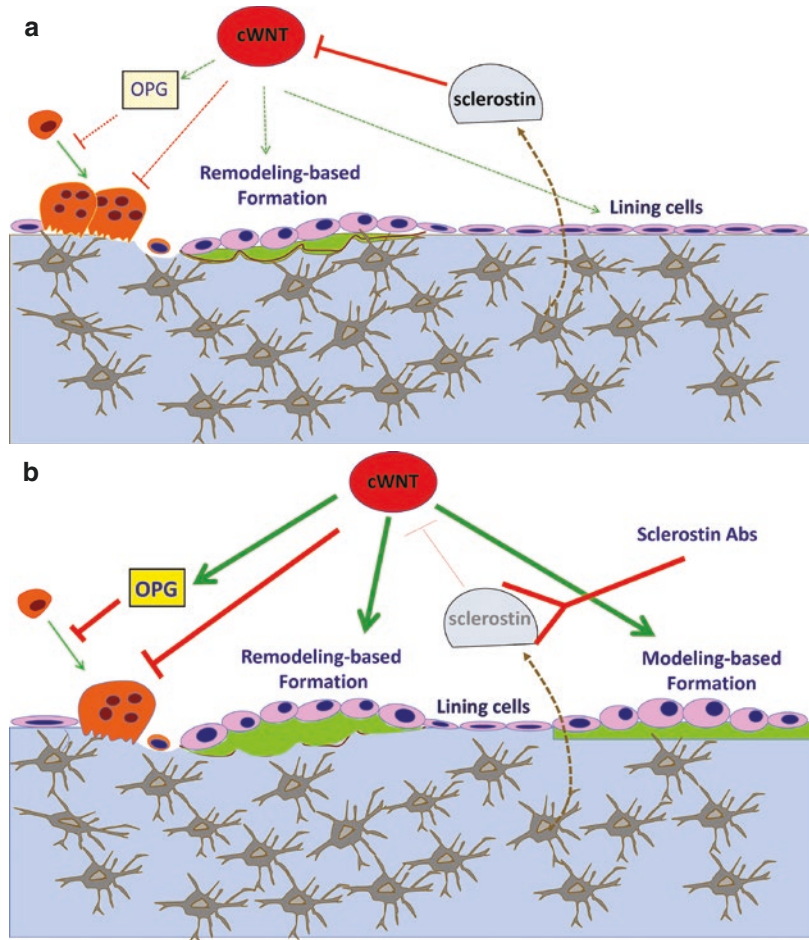 a
cWNT
OPG
sclerostin
Remodeling-based
Formation
Lining cells
b
cWNT
Sclerostin Abs
OPG
sclerostin
Remodeling-based
Formation
Lining cells
Modeling-based
Formation